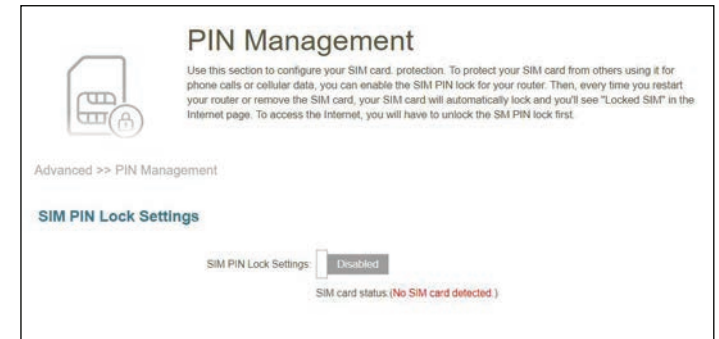 PIN Management
Use this section to configure your SIM card. protection. To protect your SIM card from others using it for
phone calls or cellular data, you can enable the SIM PIN lock for your router. Then, every time you restart
your router or remove the SIM card, your SIM card will automatically lock and you'll see "Locked SIM" in the
Internet page. To access the Internet, you will have to unlock the SM PIN lock first.
Advanced >> PIN Management
SIM PIN Lock Settings
SIM PIN Lock Settings: Disabled
SIM card status:(No SIM card detected.)